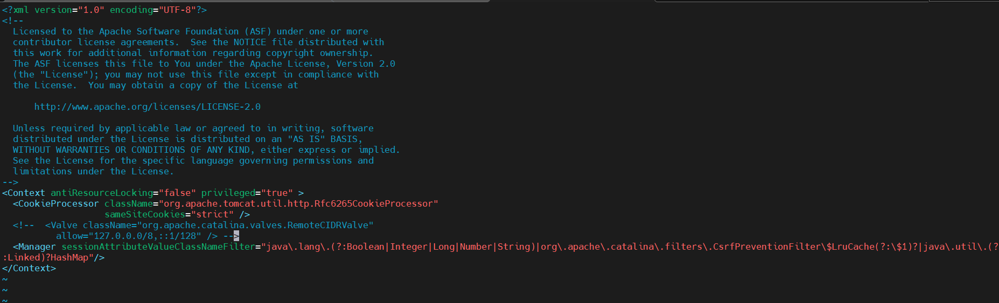 <?xml version="1.0" encoding="UTF-8"?>
<!--
  Licensed to the Apache Software Foundation (ASF) under one or more
  contributor license agreements.  See the NOTICE file distributed with
  this work for additional information regarding copyright ownership.
  The ASF licenses this file to You under the Apache License, Version 2.0
  (the "License"); you may not use this file except in compliance with
  the License.  You may obtain a copy of the License at

      http://www.apache.org/licenses/LICENSE-2.0

  Unless required by applicable law or agreed to in writing, software
  distributed under the License is distributed on an "AS IS" BASIS,
  WITHOUT WARRANTIES OR CONDITIONS OF ANY KIND, either express or implied.
  See the License for the specific language governing permissions and
  limitations under the License.
-->
<Context antiResourceLocking="false" privileged="true" >
  <CookieProcessor className="org.apache.tomcat.util.http.Rfc6265CookieProcessor"
                   sameSiteCookies="strict" />
  <!--  <Valve className="org.apache.catalina.valves.RemoteCIDRValve"
          allow="127.0.0.0/8,::1/128" /> -->
  <Manager sessionAttributeValueClassNameFilter="java\.lang\.(?:Boolean|Integer|Long|Number|String)|org\.apache\.catalina\.filters\.CsrfPreventionFilter\$LruCache(?:\$1)?|java\.util\.(?
:Linked)?HashMap"/>
</Context>
~
~
~